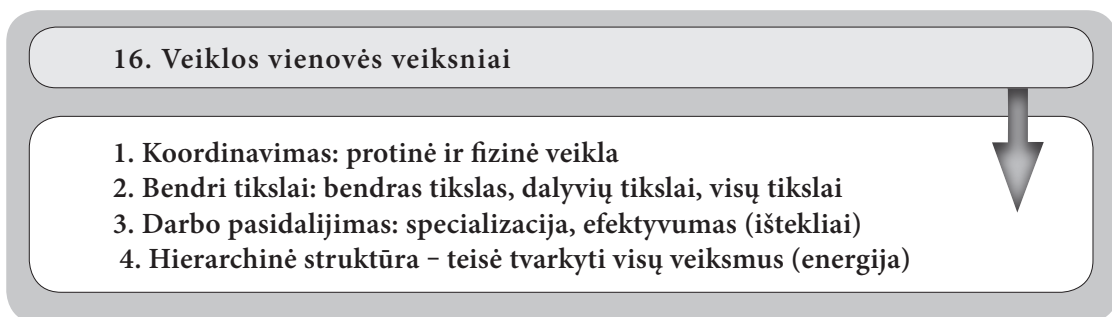 16. Veiklos vienovės veiksniai
1. Koordinavimas: protinė ir fizinė veikla
2. Bendri tikslai: bendras tikslas, dalyvių tikslai, visų tikslai
3. Darbo pasidalijimas: specializacija, efektyvumas (ištekliai)
4. Hierarchinė struktūra – teisė tvarkyti visų veiksmus (energija)